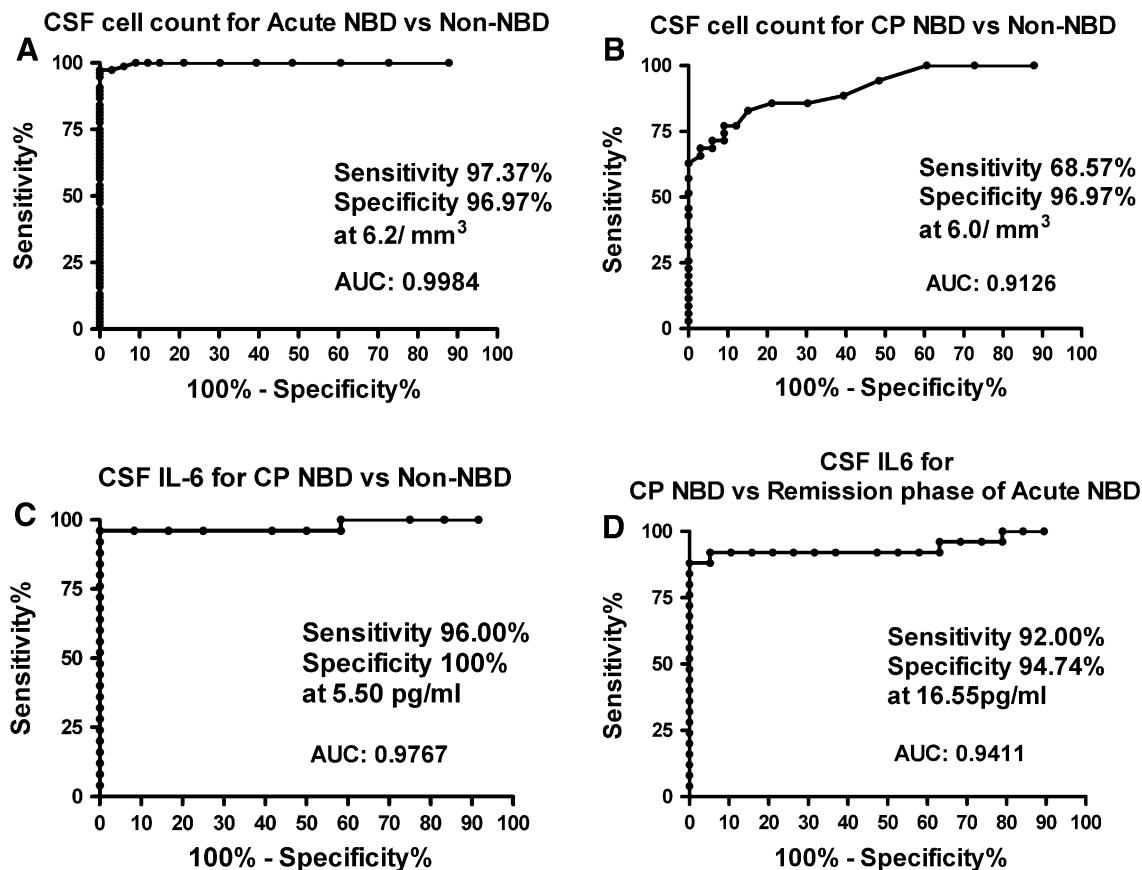 A
CSF cell count for Acute NBD vs Non-NBD
Sensitivity%
100
75
50
25
0
Sensitivity 97.37%
Specificity 96.97%
at 6.2/ mm³
AUC: 0.9984
0 10 20 30 40 50 60 70 80 90 100
100% - Specificity%
B
CSF cell count for CP NBD vs Non-NBD
Sensitivity%
100
75
50
25
0
Sensitivity 68.57%
Specificity 96.97%
at 6.0/ mm³
AUC: 0.9126
0 10 20 30 40 50 60 70 80 90 100
100% - Specificity%
C
CSF IL-6 for CP NBD vs Non-NBD
Sensitivity%
100
75
50
25
0
Sensitivity 96.00%
Specificity 100%
at 5.50 pg/ml
AUC: 0.9767
0 10 20 30 40 50 60 70 80 90 100
100% - Specificity%
D
CSF IL6 for
CP NBD vs Remission phase of Acute NBD
Sensitivity%
100
75
50
25
0
Sensitivity 92.00%
Specificity 94.74%
at 16.55pg/ml
AUC: 0.9411
0 10 20 30 40 50 60 70 80 90 100
100% - Specificity%